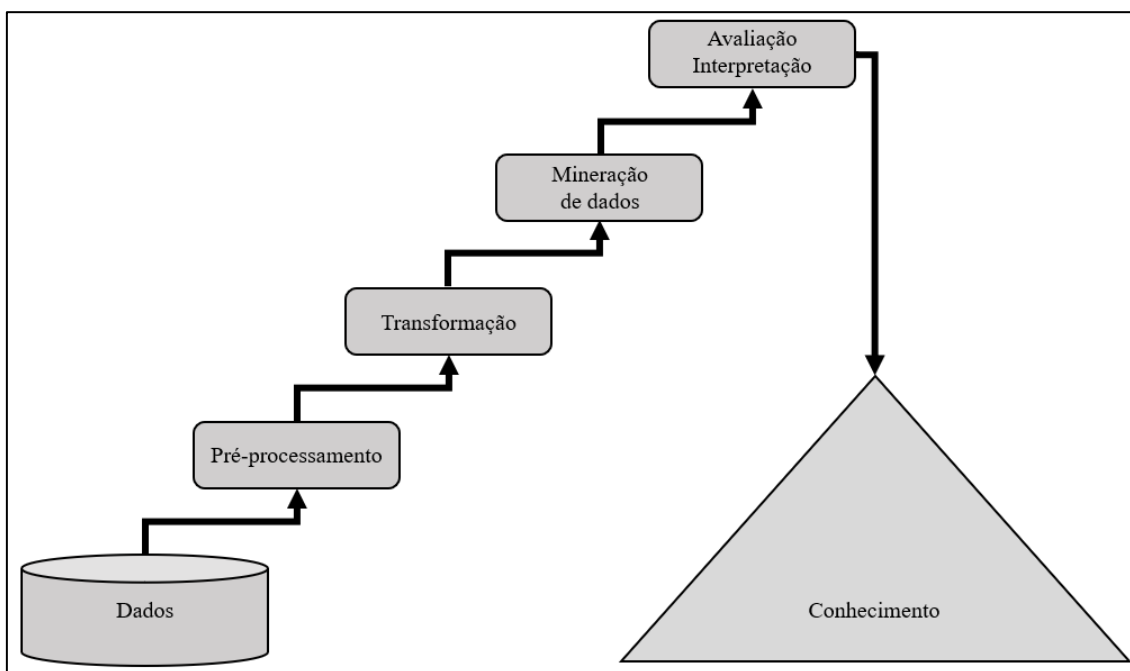 Avaliação
Interpretação
Mineração
de dados
Transformação
Pré-processamento
Dados
Conhecimento